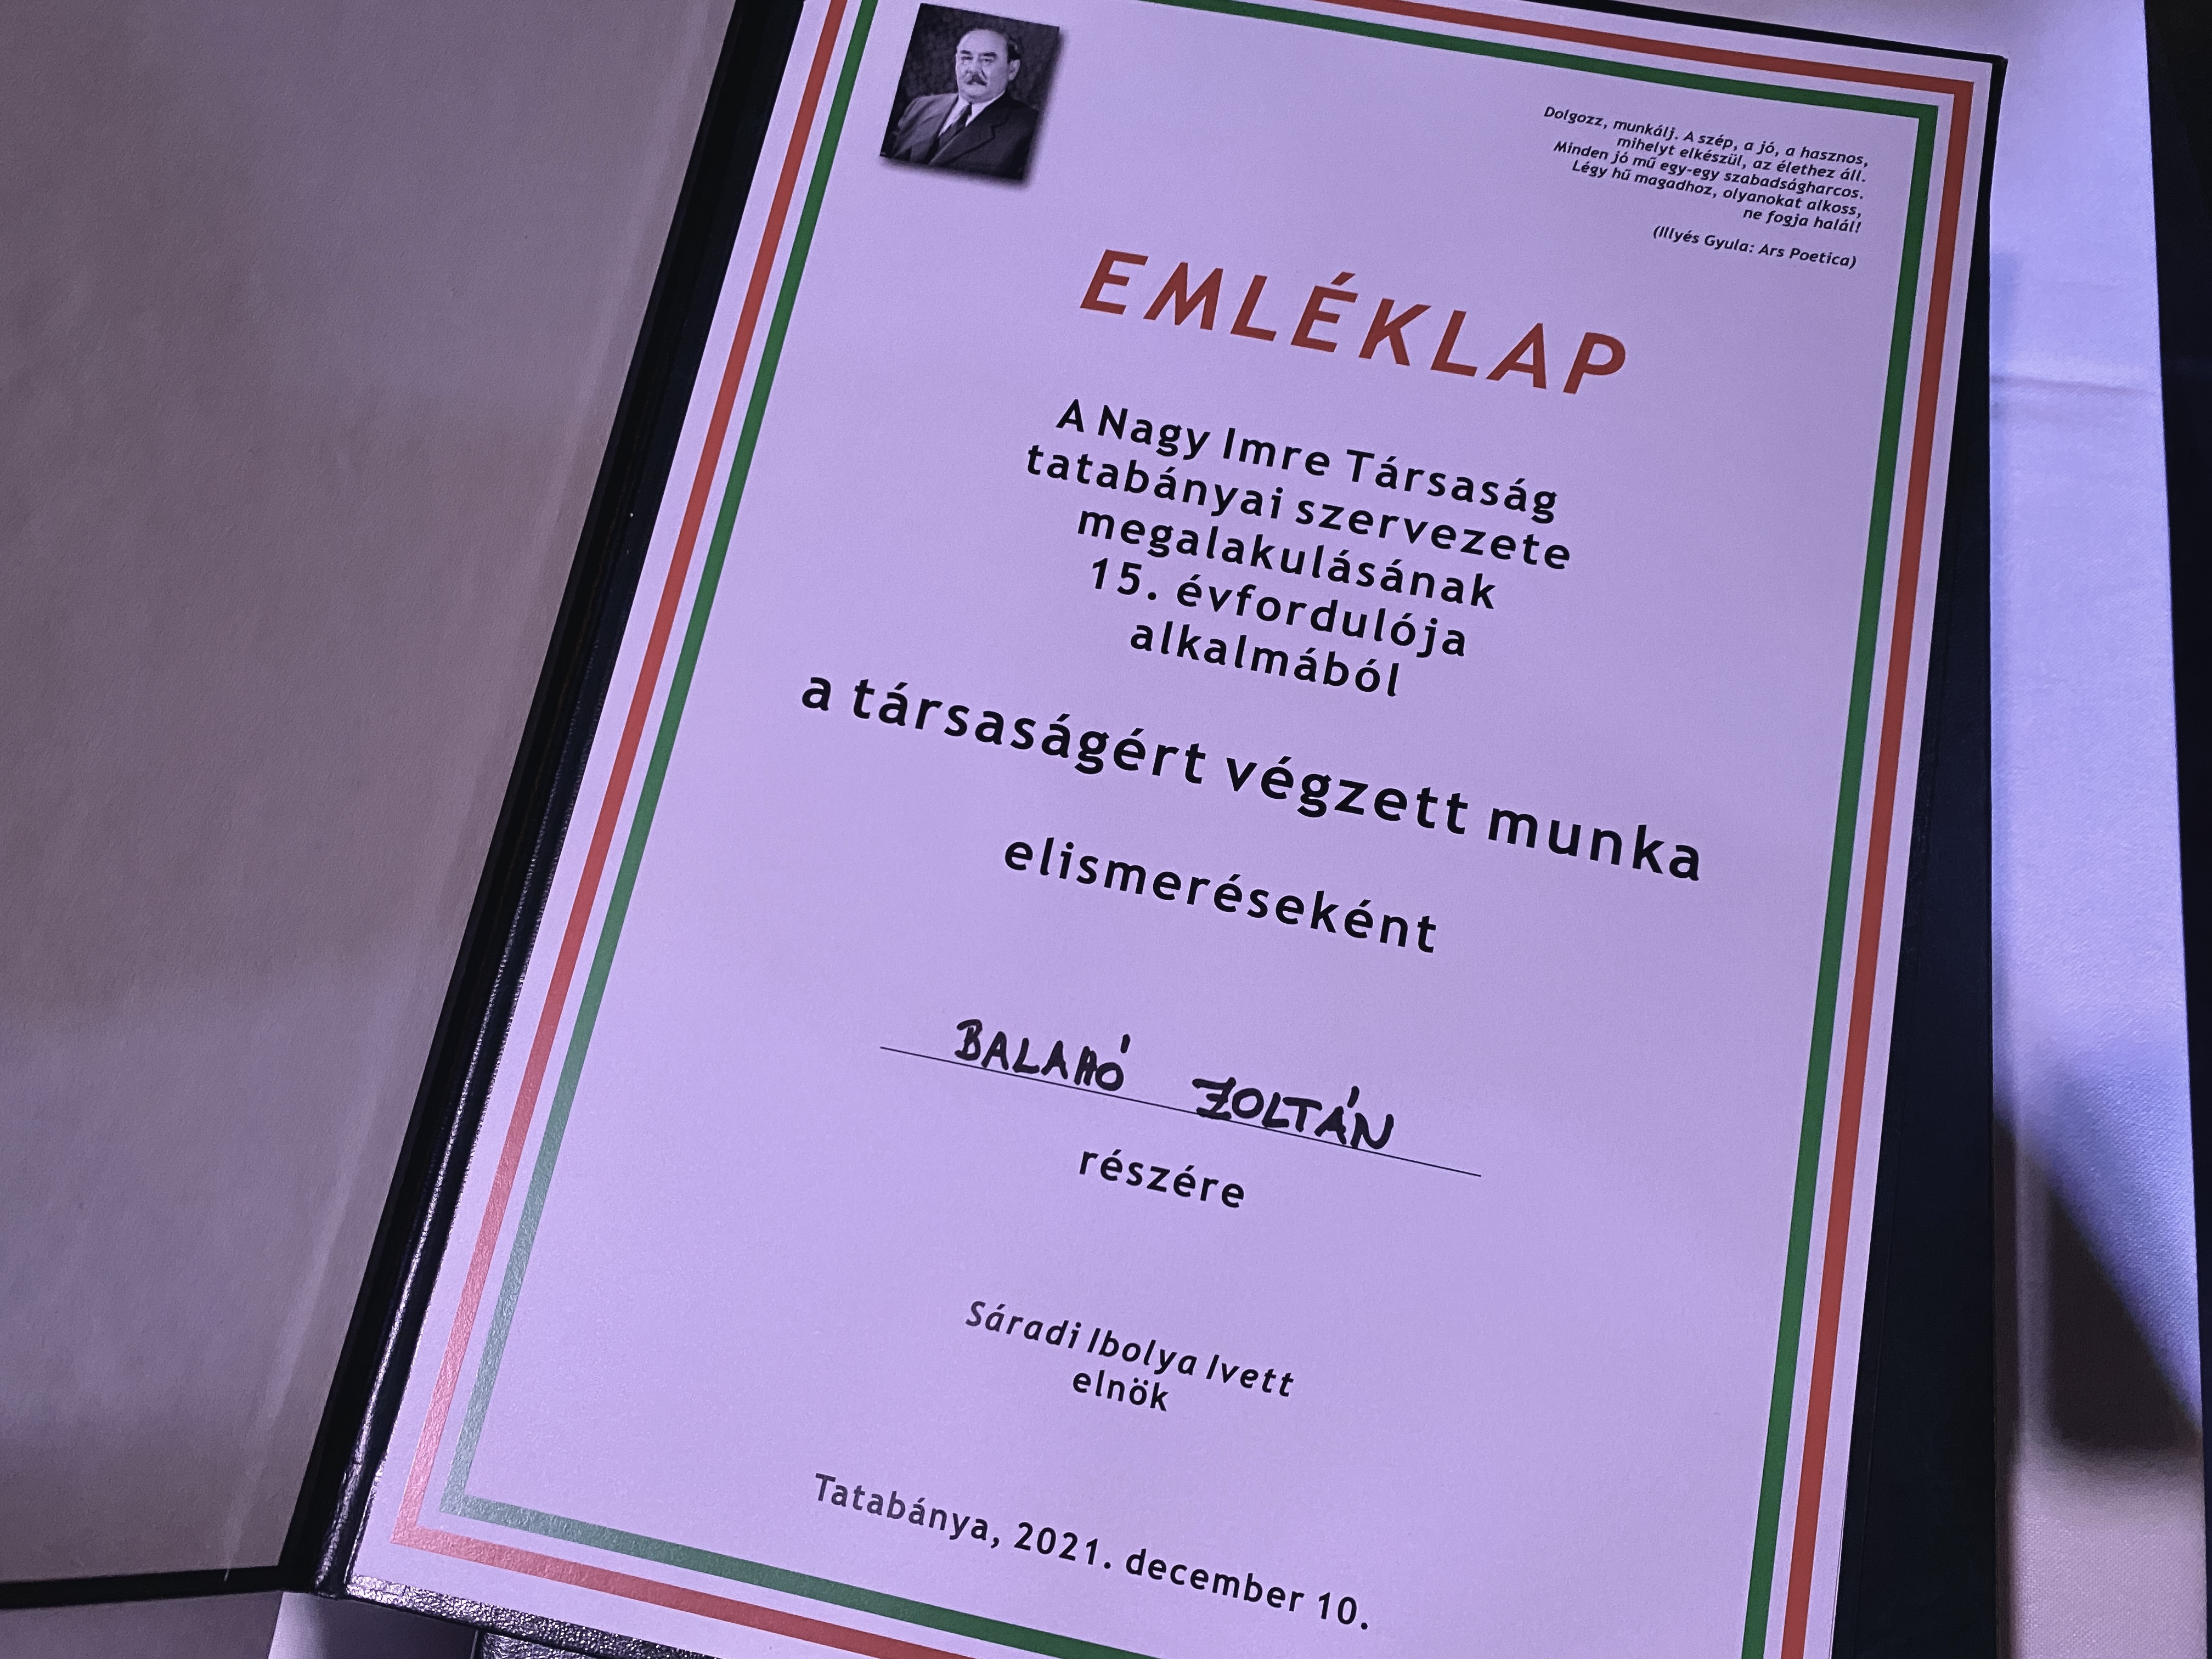 Dolgozz, munkálj. A szép, a jó, a hasznos,
mihelyt elkészül, az élethez áll.
Minden jó mű egy-egy szabadságharcos.
Légy hű magadhoz, olyanokat alkoss,
ne fogja halál!
(Illyés Gyula: Ars Poetica)
EMLÉKLAP
A Nagy Imre Társaság
tatabányai szervezete
megalakulásának
15. évfordulója
alkalmából
a társaságért végzett munka
elismeréseként
BALAHÓ ZOLTÁN
részére
Sáradi Ibolya Ivett
elnök
Tatabánya, 2021. december 10.